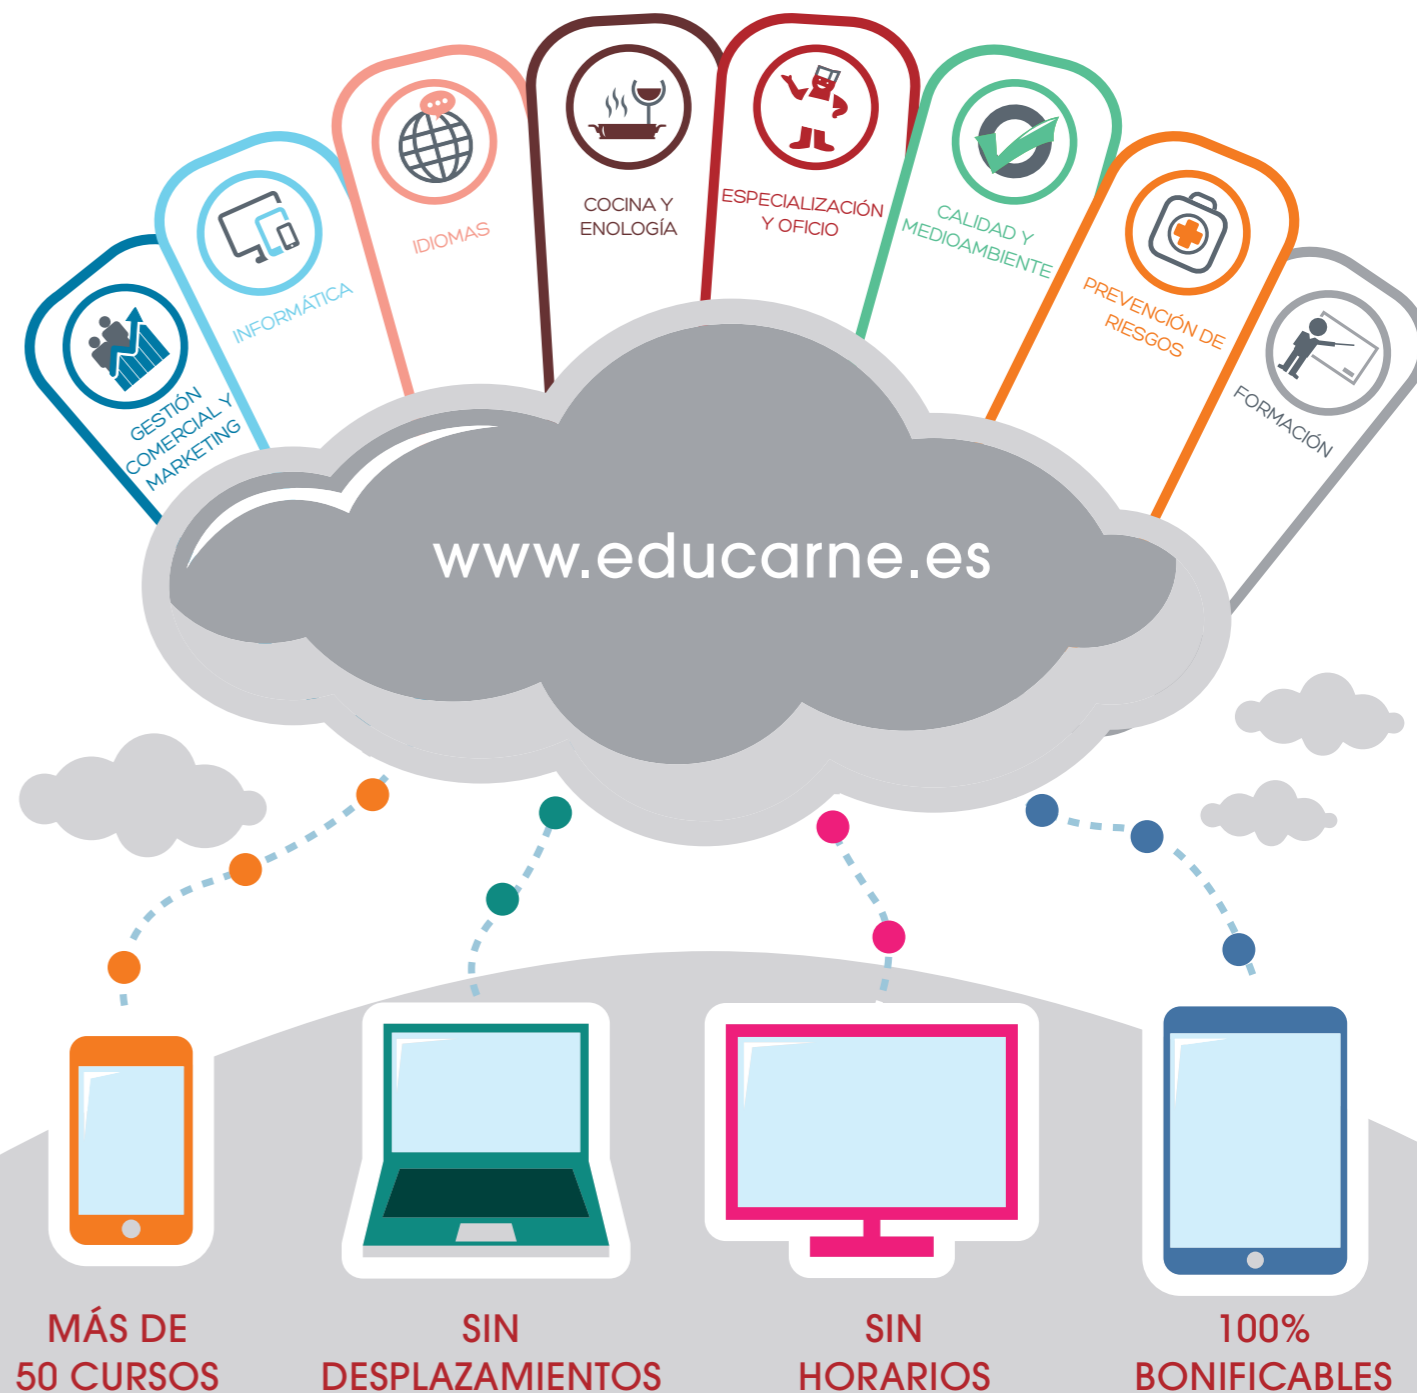 GESTIÓN
COMERCIAL Y
MARKETING
INFORMÁTICA
IDIOMAS
COCINA Y
ENOLOGÍA
ESPECIALIZACIÓN
Y OFICIO
CALIDAD Y
MEDIOAMBIENTE
PREVENCIÓN DE
RIESGOS
FORMACIÓN
www.educarne.es
MÁS DE
50 CURSOS
SIN
DESPLAZAMIENTOS
SIN
HORARIOS
100%
BONIFICABLES